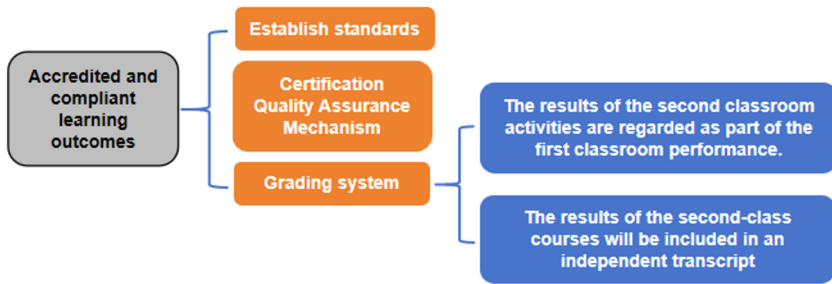 Accredited and
compliant
learning
outcomes
Establish standards
Certification
Quality Assurance
Mechanism
Grading system
The results of the second classroom
activities are regarded as part of the
first classroom performance.
The results of the second-class
courses will be included in an
independent transcript